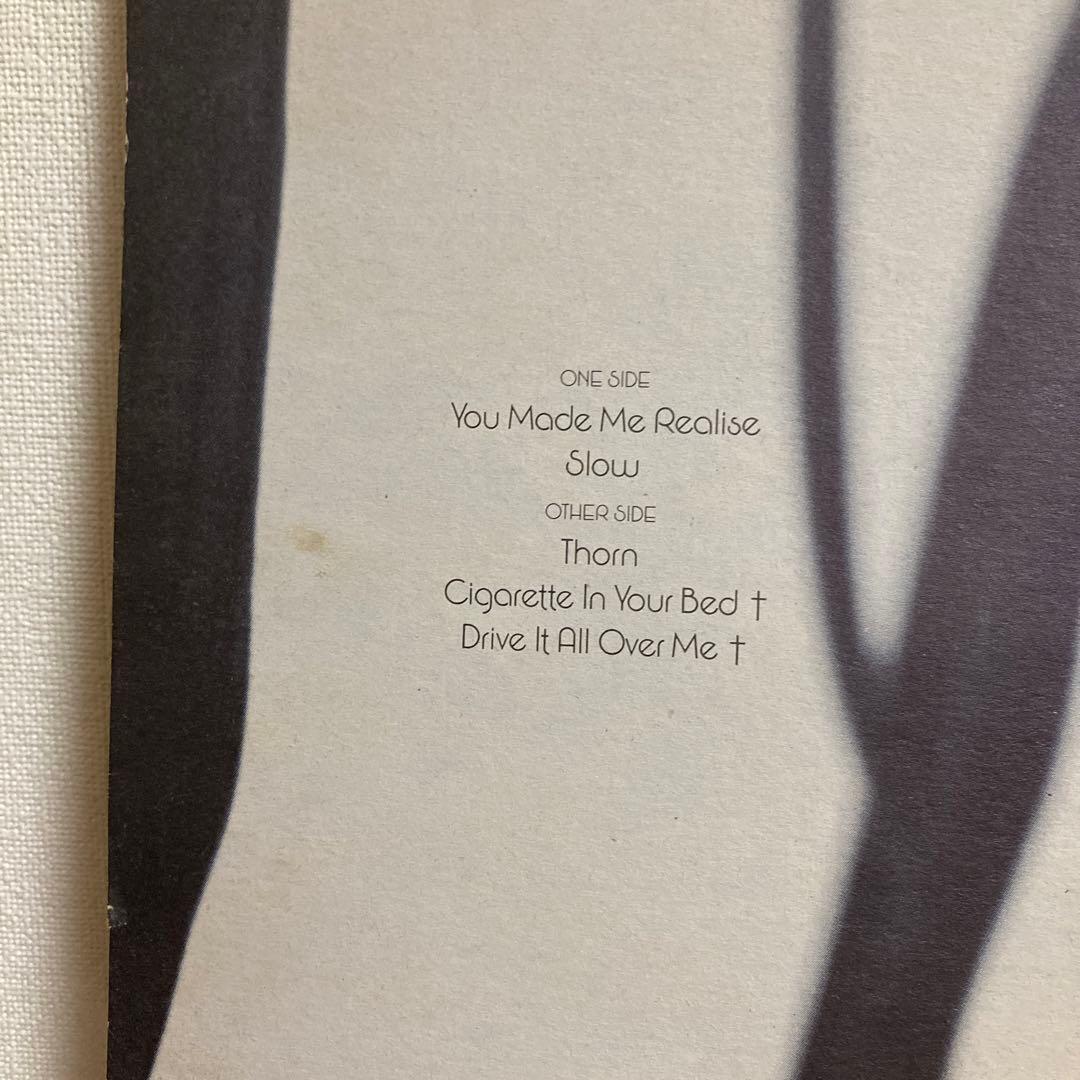 ONE SIDE
You Made Me Realise
Slow
OTHER SIDE
Thorn
Cigarette In Your Bed †
Drive It All Over Me †